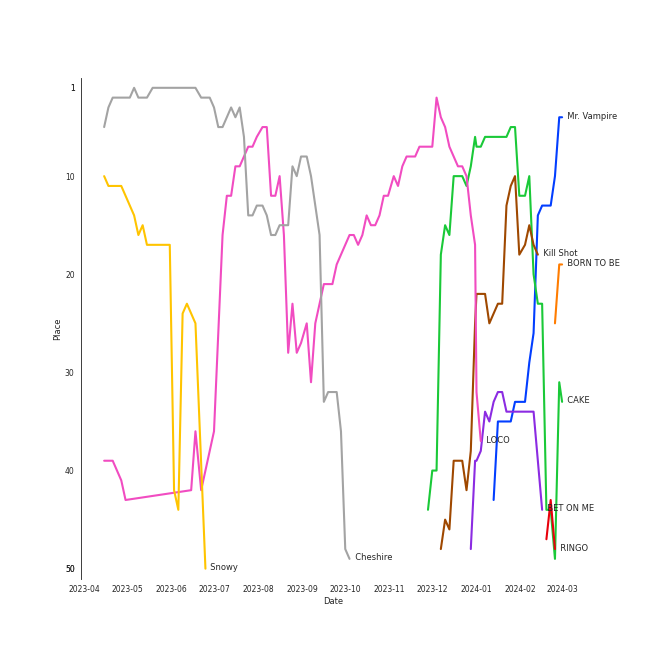 1
Mr. Vampire
10
Kill Shot
BORN TO BE
20
Place
30
CAKE
LOCO
40
BET ON ME
RINGO
Cheshire
50
Snowy
2023-04 2023-05 2023-06 2023-07 2023-08 2023-09 2023-10 2023-11 2023-12 2024-01 2024-02 2024-03
Date